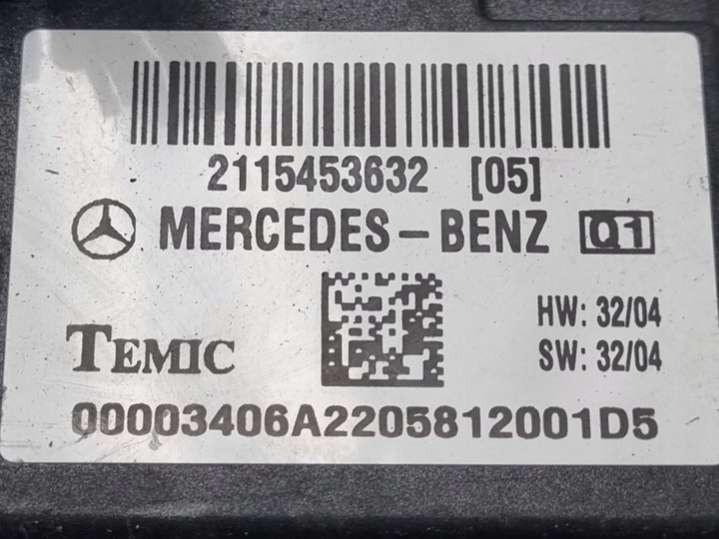 2115453632 [05]
MERCEDES-BENZ Q1
HW: 32/04
TEMIC SW: 32/04
00003406A2205812001D5